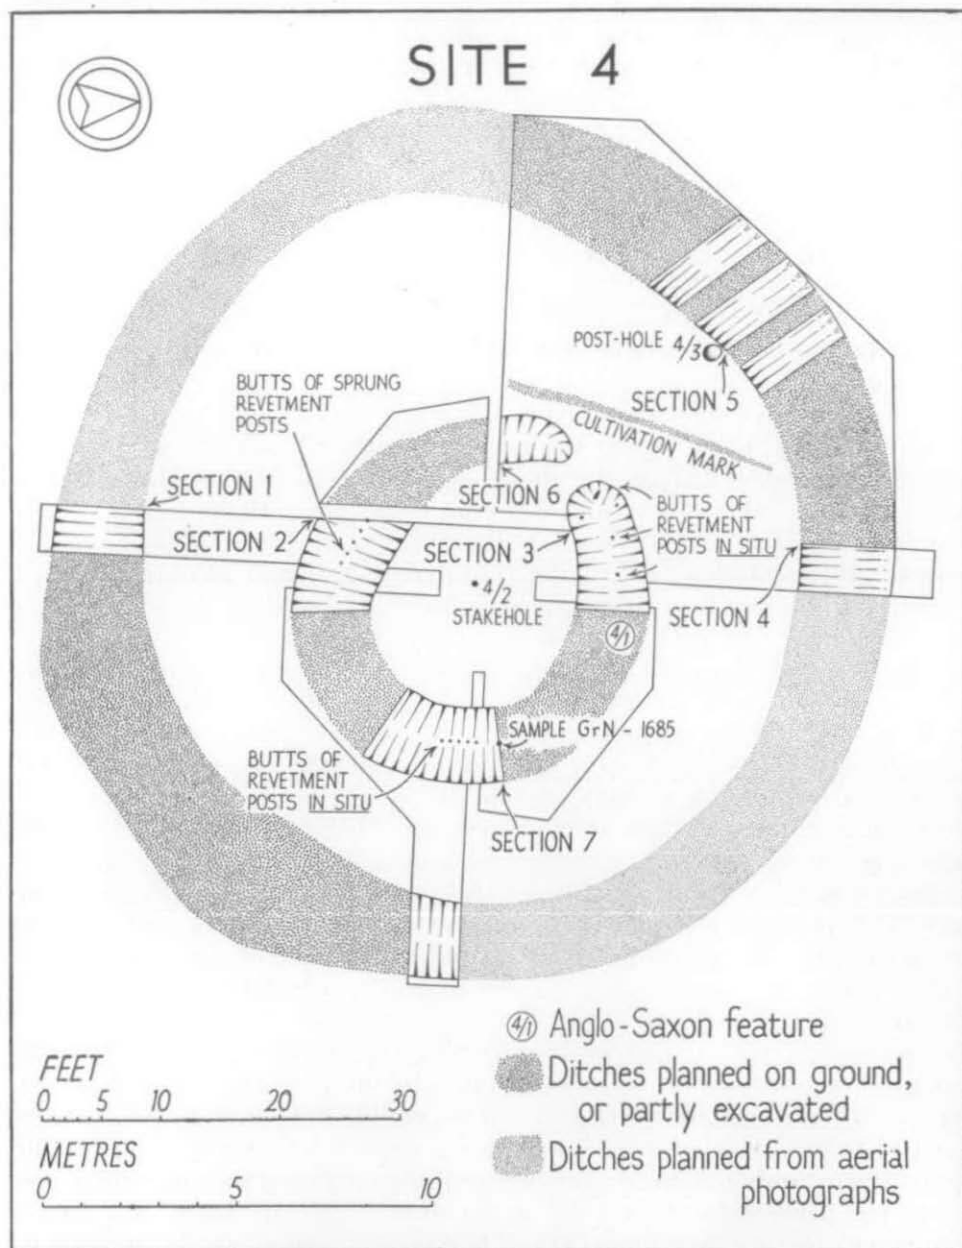 SITE 4
POST-HOLE 4/3
SECTION 5
BUTTS OF SPRUNG
REVETMENT
POSTS
CULTIVATION MARK
SECTION 1
SECTION 6
SECTION 2
SECTION 3
BUTTS OF
REVETMENT
POSTS IN SITU
4/2
STAKEHOLE
SECTION 4
4/1
SAMPLE GrN - 1685
BUTTS OF
REVETMENT
POSTS IN SITU
SECTION 7
4/1 Anglo-Saxon feature
Ditches planned on ground,
or partly excavated
Ditches planned from aerial
photographs
FEET
0 5 10 20 30
METRES
0 5 10